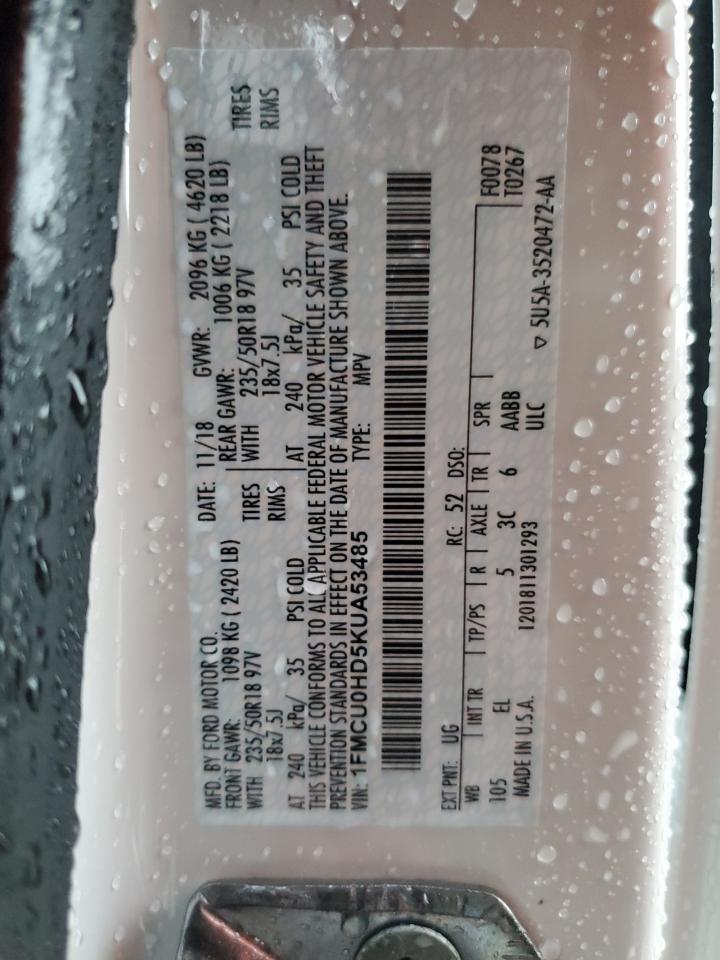 MFD. BY FORD MOTOR CO. DATE: 11/18 GVWR: 2096 KG ( 4620 LB)
FRONT GAWR: 1098 KG ( 2420 LB) REAR GAWR: 1006 KG ( 2218 LB)
WITH 235/50R18 97V TIRES WITH 235/50R18 97V TIRES
18x7.5J RIMS 18x7.5J RIMS
AT 240 kPa/ 35 PSI COLD AT 240 kPa/ 35 PSI COLD
THIS VEHICLE CONFORMS TO ALL APPLICABLE FEDERAL MOTOR VEHICLE SAFETY AND THEFT
PREVENTION STANDARDS IN EFFECT ON THE DATE OF MANUFACTURE SHOWN ABOVE.
VIN: 1FMCU0HD5KUA53485 TYPE: MPV
EXT PNT: UG RC: 52 DSO: F0078
WB INT TR TP/PS R AXLE TR SPR T0267
105 EL 5 3C 6 AABB
MADE IN U.S.A. 1201811301293 ULC ▽ 5U5A-3520472-AA